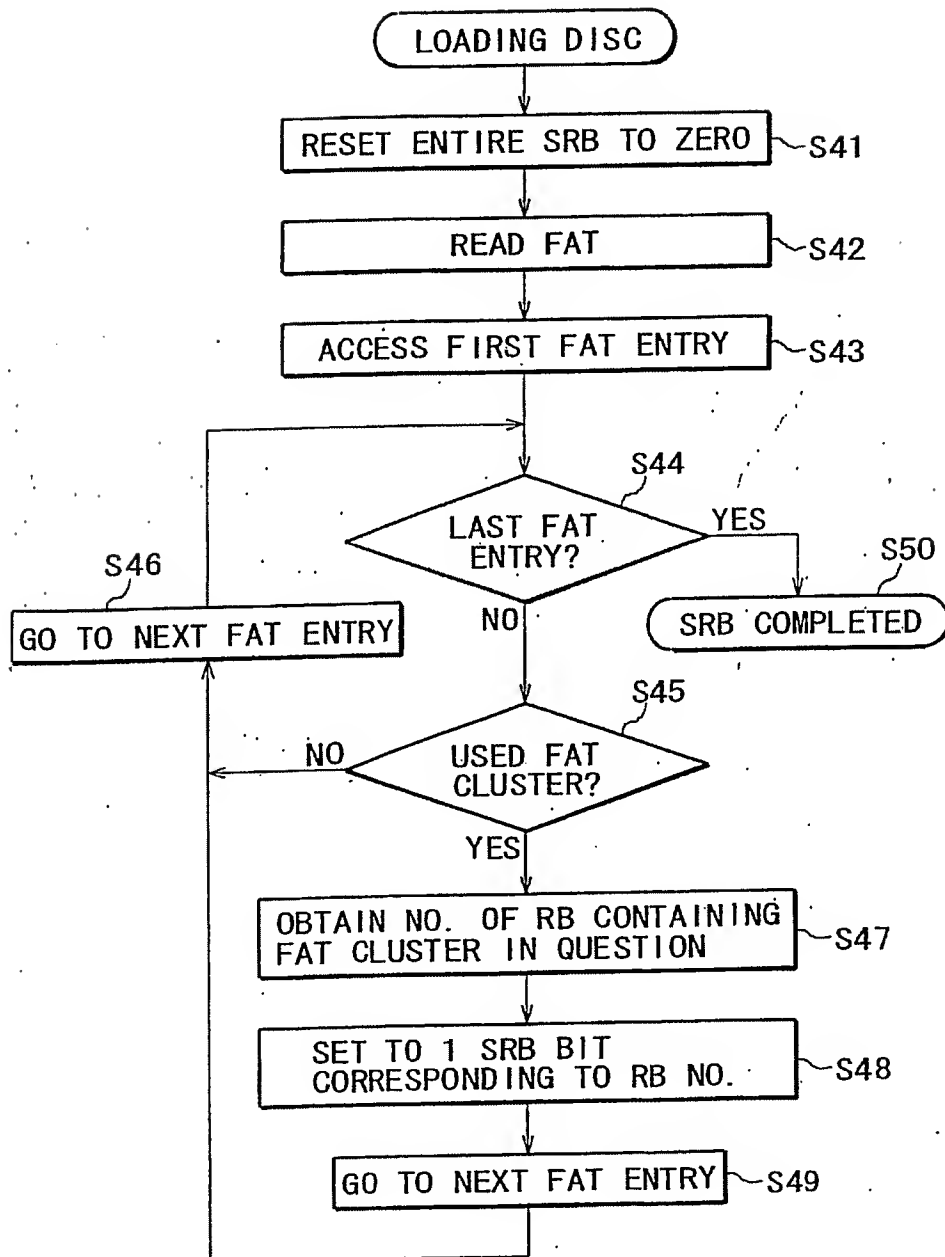 LOADING DISC
RESET ENTIRE SRB TO ZERO
S41
READ FAT
S42
ACCESS FIRST FAT ENTRY
S43
S44
LAST FAT
ENTRY?
YES
S50
SRB COMPLETED
NO
S46
GO TO NEXT FAT ENTRY
S45
USED FAT
CLUSTER?
NO
YES
OBTAIN NO. OF RB CONTAINING
FAT CLUSTER IN QUESTION
S47
SET TO 1 SRB BIT
CORRESPONDING TO RB NO.
S48
GO TO NEXT FAT ENTRY
S49